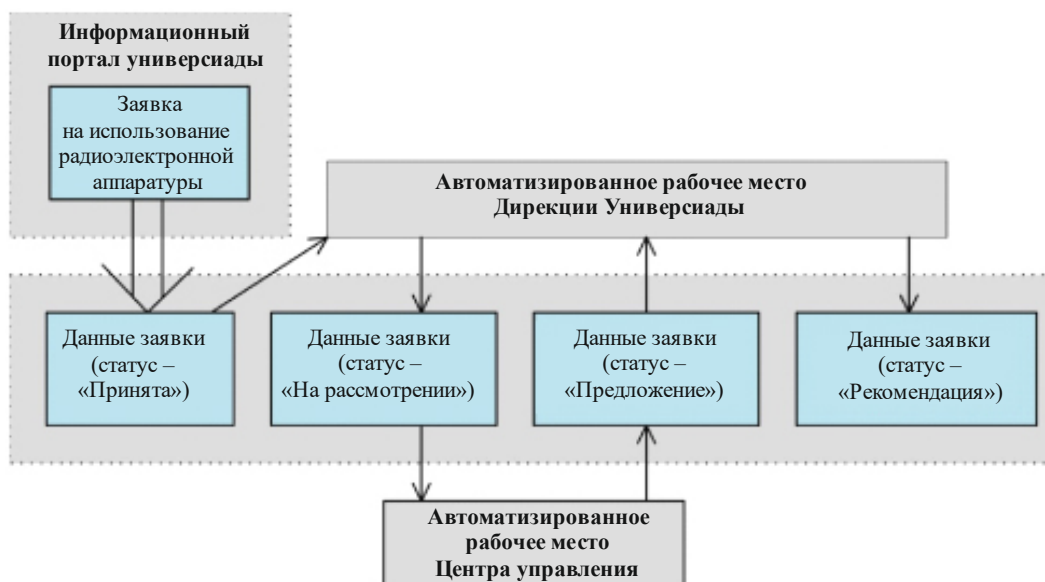 Информационный
портал универсиады
Заявка
на использование
радиоэлектронной
аппаратуры
Автоматизированное рабочее место
Дирекции Универсиады
Данные заявки
(статус –
«Принята»)
Данные заявки
(статус –
«На рассмотрении»)
Данные заявки
(статус –
«Предложение»)
Данные заявки
(статус –
«Рекомендация»)
Автоматизированное
рабочее место
Центра управления